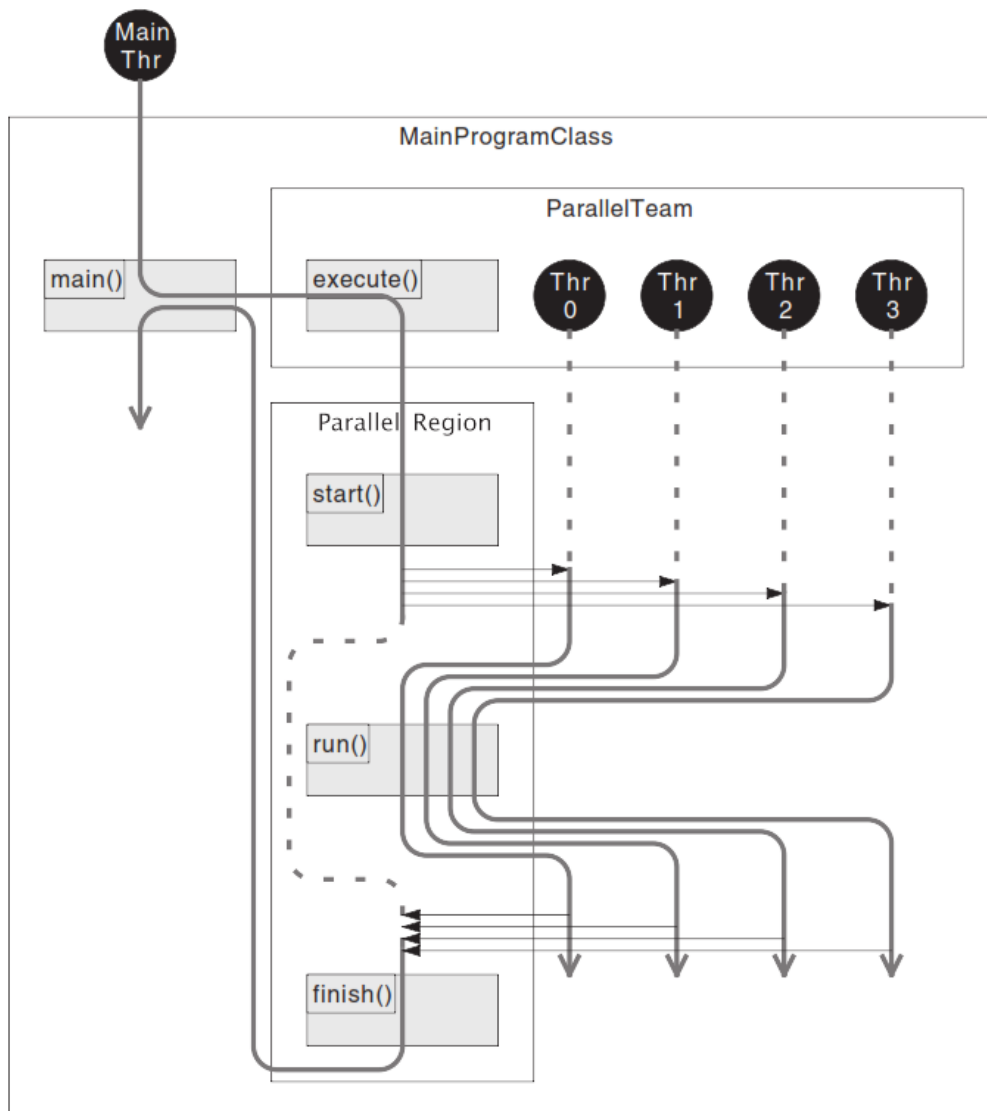 Main
Thr
MainProgramClass
ParallelTeam
main()
execute()
Thr
0
Thr
1
Thr
2
Thr
3
Parallel Region
start()
run()
finish()